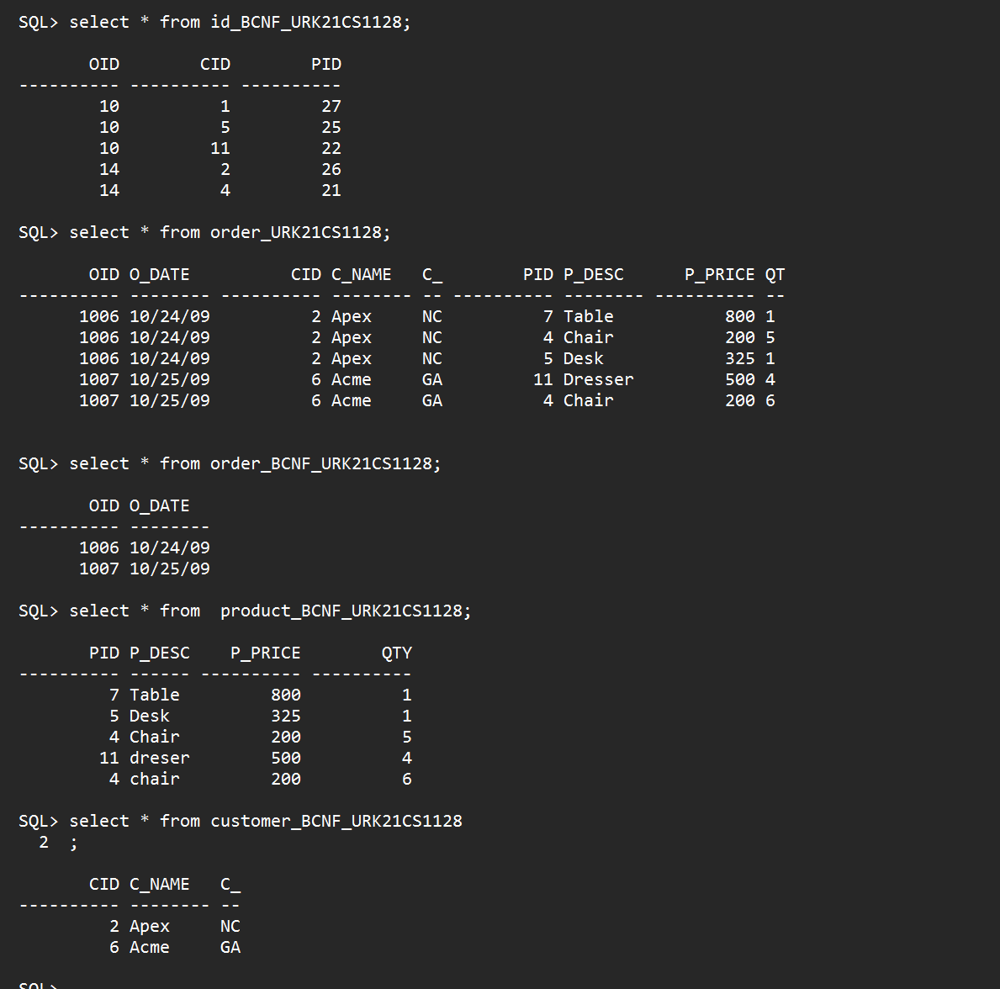 SQL> select * from id_BCNF_URK21CS1128;
OID CID PID
---------- ---------- ----------
10 1 27
10 5 25
10 11 22
14 2 26
14 4 21
SQL> select * from order_URK21CS1128;
OID O_DATE CID C_NAME C_ PID P_DESC P_PRICE QT
---------- -------- ---------- -------- -- ---------- -------- ---------- --
1006 10/24/09 2 Apex NC 7 Table 800 1
1006 10/24/09 2 Apex NC 4 Chair 200 5
1006 10/24/09 2 Apex NC 5 Desk 325 1
1007 10/25/09 6 Acme GA 11 Dresser 500 4
1007 10/25/09 6 Acme GA 4 Chair 200 6
SQL> select * from order_BCNF_URK21CS1128;
OID O_DATE
---------- --------
1006 10/24/09
1007 10/25/09
SQL> select * from  product_BCNF_URK21CS1128;
PID P_DESC P_PRICE QTY
---------- ------ ---------- ----------
7 Table 800 1
5 Desk 325 1
4 Chair 200 5
11 dreser 500 4
4 chair 200 6
SQL> select * from customer_BCNF_URK21CS1128
2 ;
CID C_NAME C_
---------- -------- --
2 Apex NC
6 Acme GA
SQL>